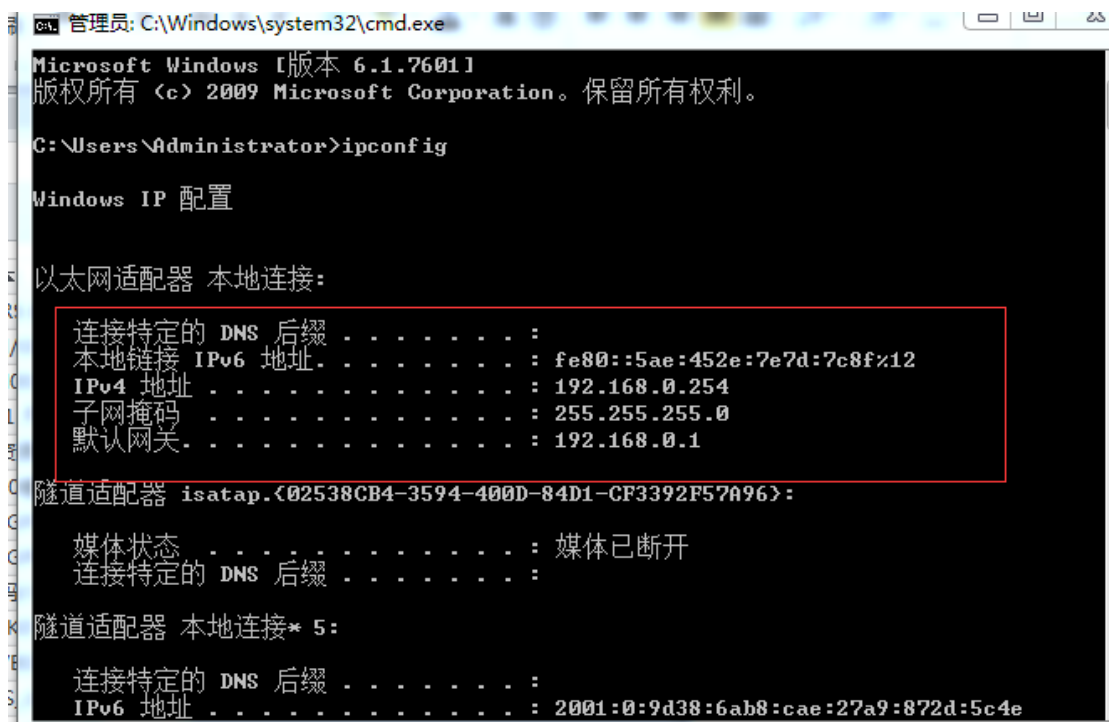 管理员: C:\Windows\system32\cmd.exe
Microsoft Windows [版本 6.1.7601]
版权所有 (c) 2009 Microsoft Corporation。保留所有权利。
C:\Users\Administrator>ipconfig
Windows IP 配置
以太网适配器 本地连接:
连接特定的 DNS 后缀 . . . . . . . :
本地链接 IPv6 地址. . . . . . . . : fe80::5ae:452e:7e7d:7c8f%12
IPv4 地址 . . . . . . . . . . . . : 192.168.0.254
子网掩码 . . . . . . . . . . . . : 255.255.255.0
默认网关. . . . . . . . . . . . . : 192.168.0.1
隧道适配器 isatap.{02538CB4-3594-400D-84D1-CF3392F57A96}:
媒体状态 . . . . . . . . . . . . : 媒体已断开
连接特定的 DNS 后缀 . . . . . . . :
隧道适配器 本地连接* 5:
连接特定的 DNS 后缀 . . . . . . . :
IPv6 地址 . . . . . . . . . . . . : 2001:0:9d38:6ab8:cae:27a9:872d:5c4e